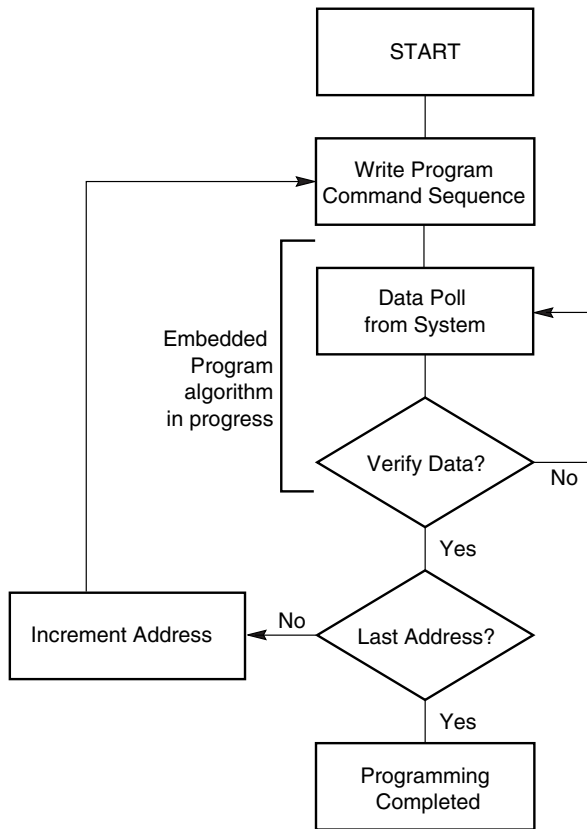 START
Write Program
Command Sequence
Data Poll
from System
Embedded
Program
algorithm
in progress
Verify Data?
No
Yes
Last Address?
No
Increment Address
Yes
Programming
Completed